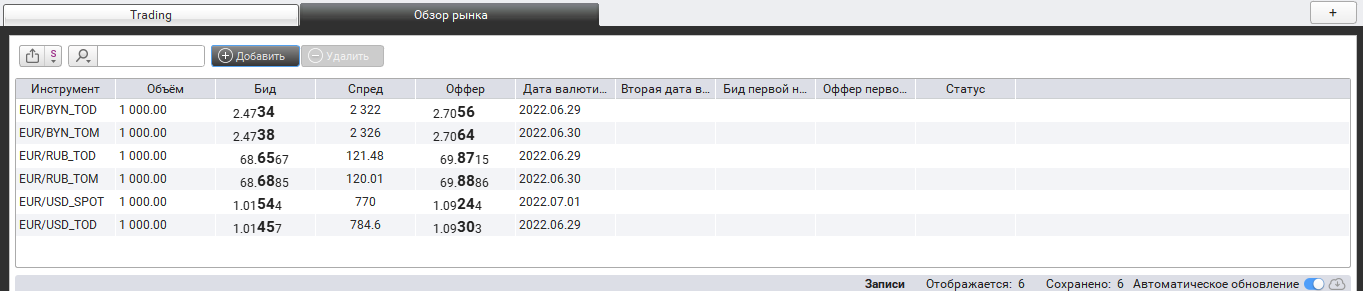 Trading Обзор рынка +
S Добавить Удалить
Инструмент Объём Бид Спред Оффер Дата валюти... Вторая дата в... Бид первой н... Оффер перво... Статус
EUR/BYN_TOD 1 000.00 2.4734 2 322 2.7056 2022.06.29
EUR/BYN_TOM 1 000.00 2.4738 2 326 2.7064 2022.06.30
EUR/RUB_TOD 1 000.00 68.6567 121.48 69.8715 2022.06.29
EUR/RUB_TOM 1 000.00 68.6885 120.01 69.8886 2022.06.30
EUR/USD_SPOT 1 000.00 1.01544 770 1.09244 2022.07.01
EUR/USD_TOD 1 000.00 1.01457 784.6 1.09303 2022.06.29
Записи Отображается: 6 Сохранено: 6 Автоматическое обновление